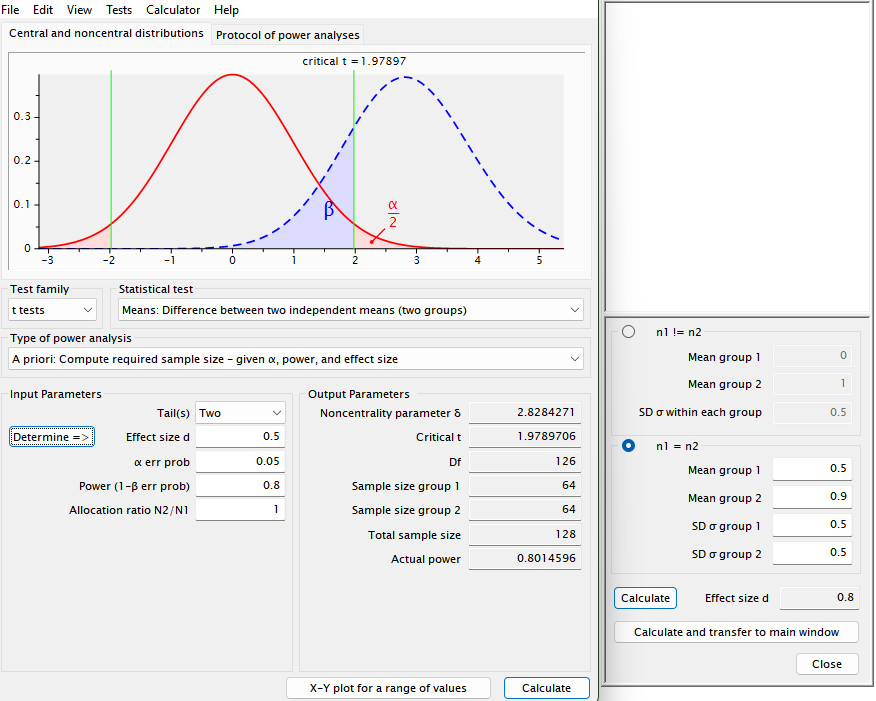 File Edit View Tests Calculator Help
Central and noncentral distributions Protocol of power analyses
critical t = 1.97897
0.3
0.2
0.1
0
β
α
2
-3 -2 -1 0 1 2 3 4 5
Test family
t tests
Statistical test
Means: Difference between two independent means (two groups)
Type of power analysis
A priori: Compute required sample size – given α, power, and effect size
Input Parameters
Tail(s) Two
Determine => Effect size d 0.5
α err prob 0.05
Power (1-β err prob) 0.8
Allocation ratio N2/N1 1
Output Parameters
Noncentrality parameter δ 2.8284271
Critical t 1.9789706
Df 126
Sample size group 1 64
Sample size group 2 64
Total sample size 128
Actual power 0.8014596
X-Y plot for a range of values Calculate
n1 != n2
Mean group 1 0
Mean group 2 1
SD σ within each group 0.5
n1 = n2
Mean group 1 0.5
Mean group 2 0.9
SD σ group 1 0.5
SD σ group 2 0.5
Calculate Effect size d 0.8
Calculate and transfer to main window
Close